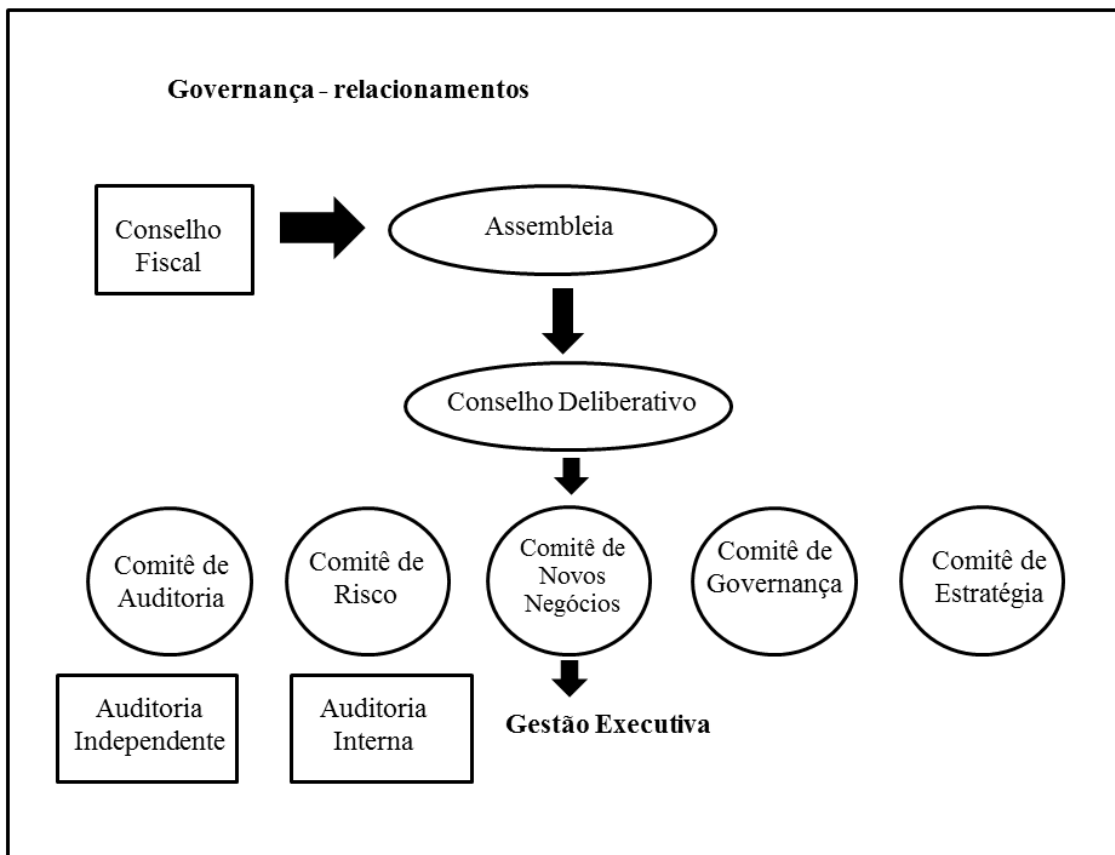 Governança - relacionamentos
Conselho
Fiscal
Assembleia
Conselho Deliberativo
Comitê de
Auditoria
Comitê de
Risco
Comitê de
Novos
Negócios
Comitê de
Governança
Comitê de
Estratégia
Auditoria
Independente
Auditoria
Interna
Gestão Executiva